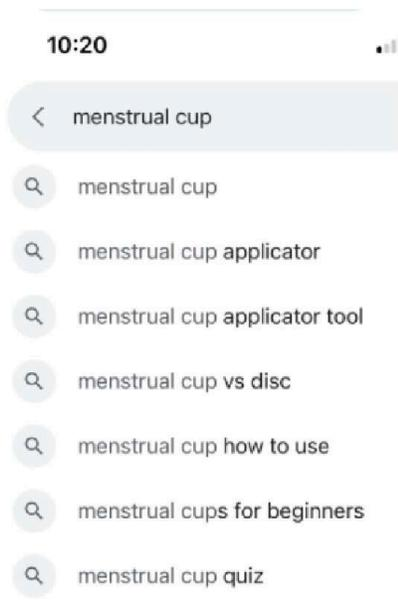 10:20
menstrual cup
menstrual cup
menstrual cup applicator
menstrual cup applicator tool
menstrual cup vs disc
menstrual cup how to use
menstrual cups for beginners
menstrual cup quiz